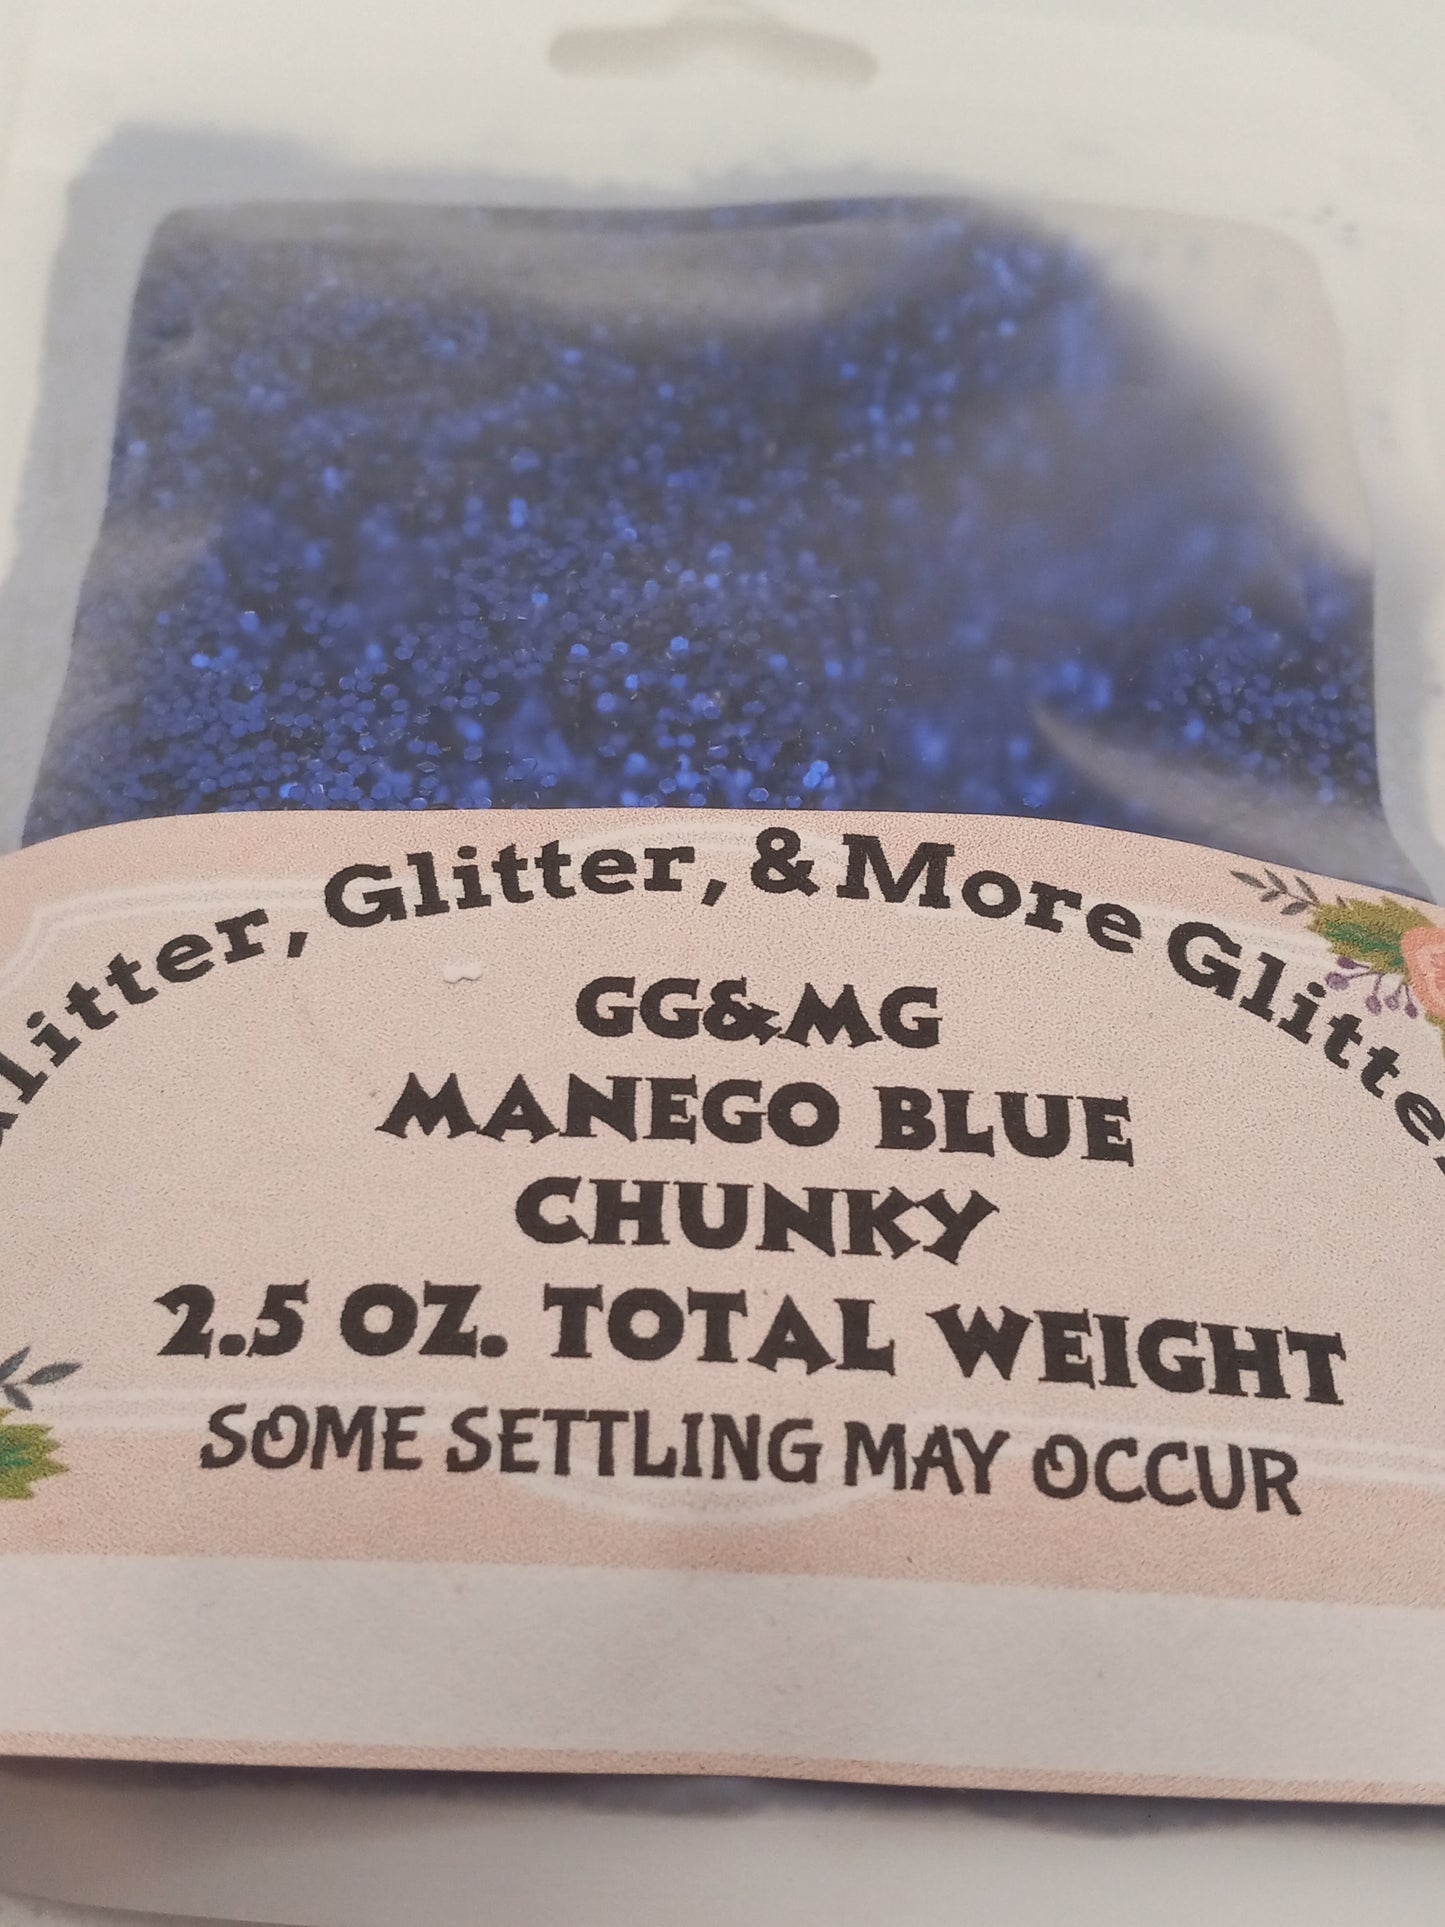 Glitter, Glitter, & More Glitter
GG&MG
MANEGO BLUE
CHUNKY
2.5 OZ. TOTAL WEIGHT
SOME SETTLING MAY OCCUR